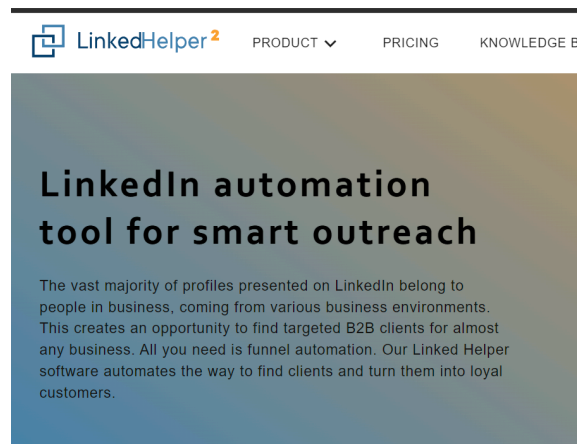 LinkedHelper 2
PRODUCT
PRICING
KNOWLEDGE B
LinkedIn automation
tool for smart outreach
The vast majority of profiles presented on LinkedIn belong to
people in business, coming from various business environments.
This creates an opportunity to find targeted B2B clients for almost
any business. All you need is funnel automation. Our Linked Helper
software automates the way to find clients and turn them into loyal
customers.